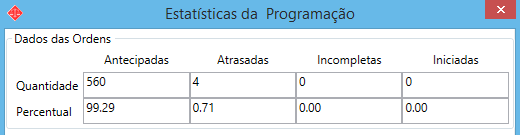 Estatísticas da Programação
Dados das Ordens
Antecipadas Atrasadas Incompletas Iniciadas
Quantidade 560 4 0 0
Percentual 99.29 0.71 0.00 0.00